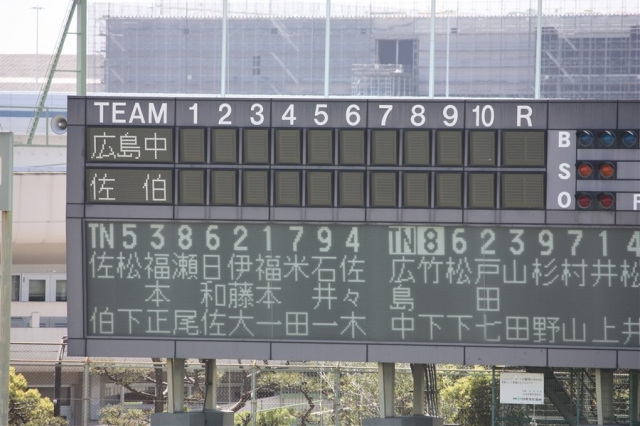 TEAM 1 2 3 4 5 6 7 8 9 10 R
広島中 B
佐伯 S
O
IN 5 3 8 6 2 1 7 9 4 IN 8 6 2 3 9 7 1 4
佐松福瀬日伊福米石佐 広竹松戸山杉村井松
本 和藤本 井々 島 田
伯下正尾佐大一田一木 中下下七田野山上井